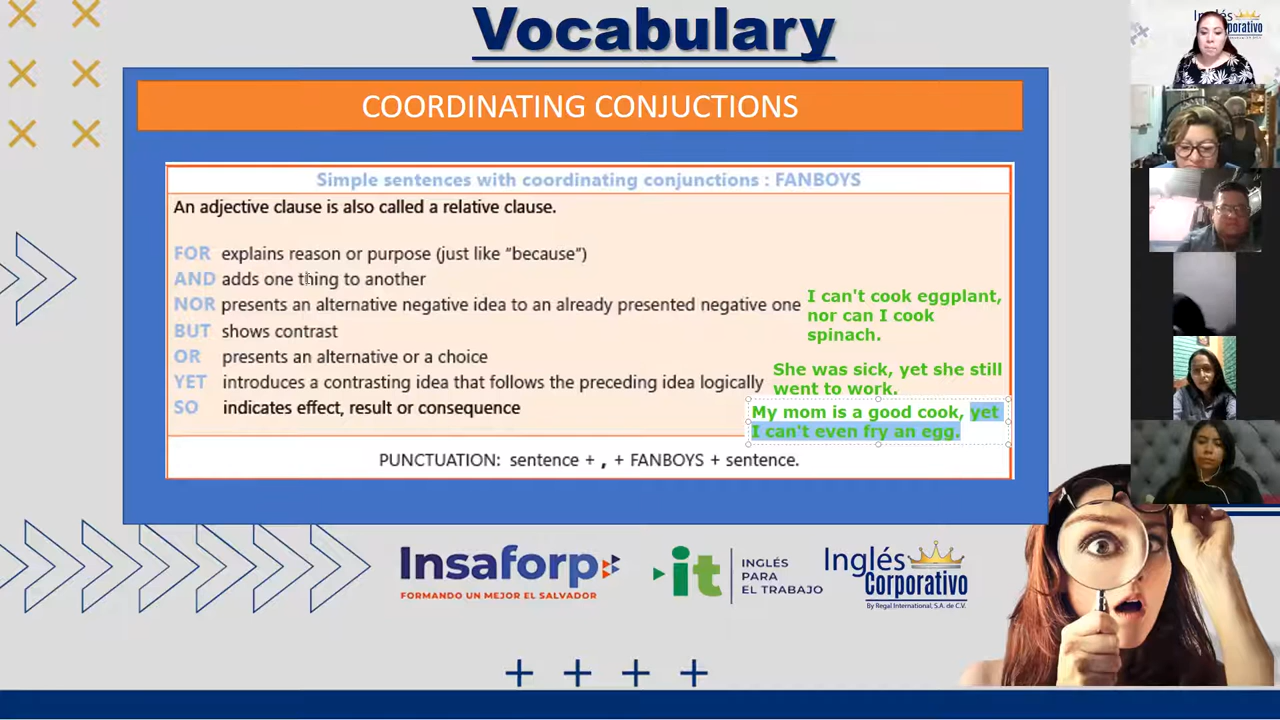 Vocabulary
COORDINATING CONJUCTIONS
Simple sentences with coordinating conjunctions : FANBOYS
An adjective clause is also called a relative clause.
FOR explains reason or purpose (just like "because")
AND adds one thing to another
NOR presents an alternative negative idea to an already presented negative one
BUT shows contrast
OR presents an alternative or a choice
YET introduces a contrasting idea that follows the preceding idea logically
SO indicates effect, result or consequence
I can't cook eggplant,
nor can I cook
spinach.
She was sick, yet she still
went to work.
My mom is a good cook, yet
I can't even fry an egg.
PUNCTUATION: sentence + , + FANBOYS + sentence.
Insaforp
FORMANDO UN MEJOR EL SALVADOR
it
INGLÉS
PARA
EL TRABAJO
Inglés
Corporativo
By Regal International, S.A. de C.V.